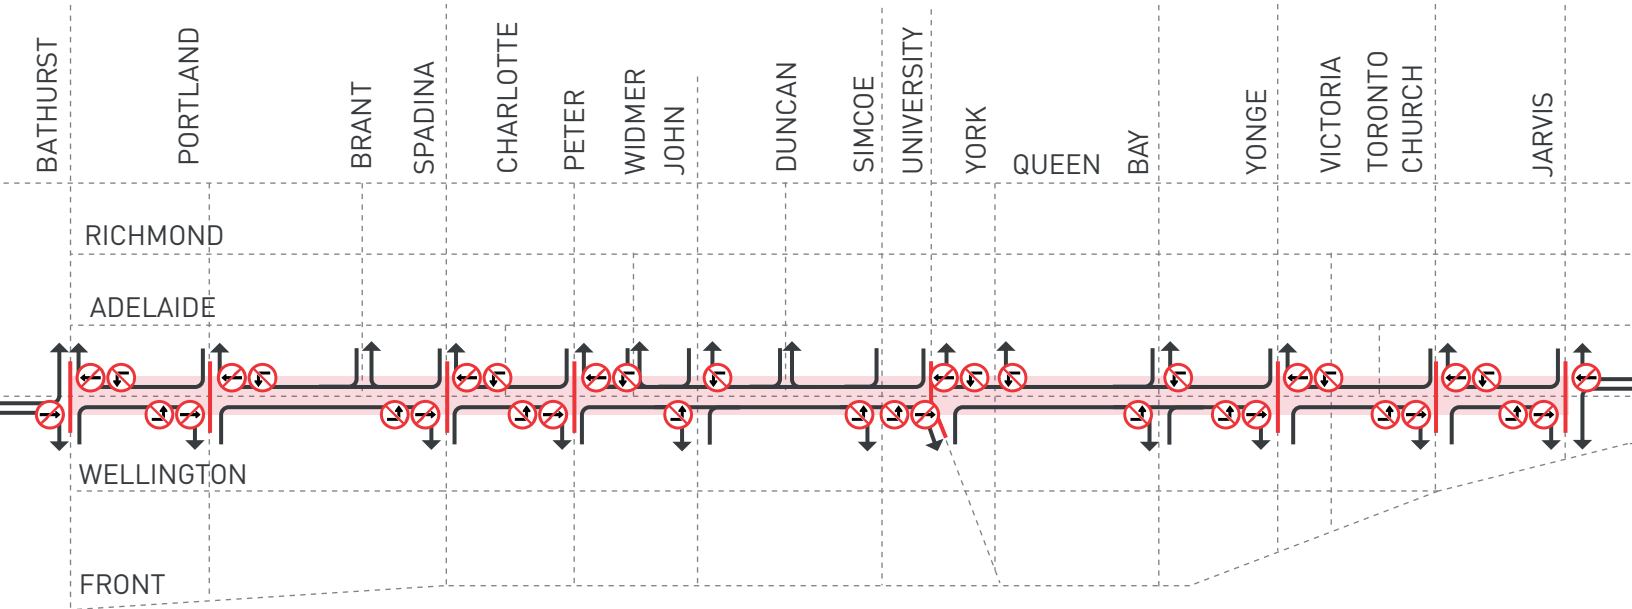 BATHURST
PORTLAND
BRANT
SPADINA
CHARLOTTE
PETER
WIDMER
JOHN
DUNCAN
SIMCOE
UNIVERSITY
YORK
QUEEN
BAY
YONGE
VICTORIA
TORONTO
CHURCH
JARVIS
RICHMOND
ADELAIDE
WELLINGTON
FRONT